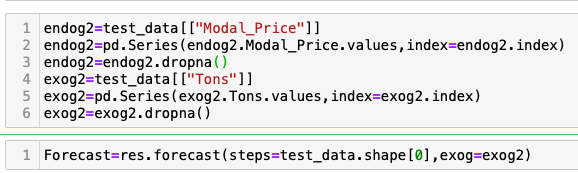 1 endog2=test_data[["Modal_Price"]]
2 endog2=pd.Series(endog2.Modal_Price.values,index=endog2.index)
3 endog2=endog2.dropna()
4 exog2=test_data[["Tons"]]
5 exog2=pd.Series(exog2.Tons.values,index=exog2.index)
6 exog2=exog2.dropna()
1 Forecast=res.forecast(steps=test_data.shape[0],exog=exog2)